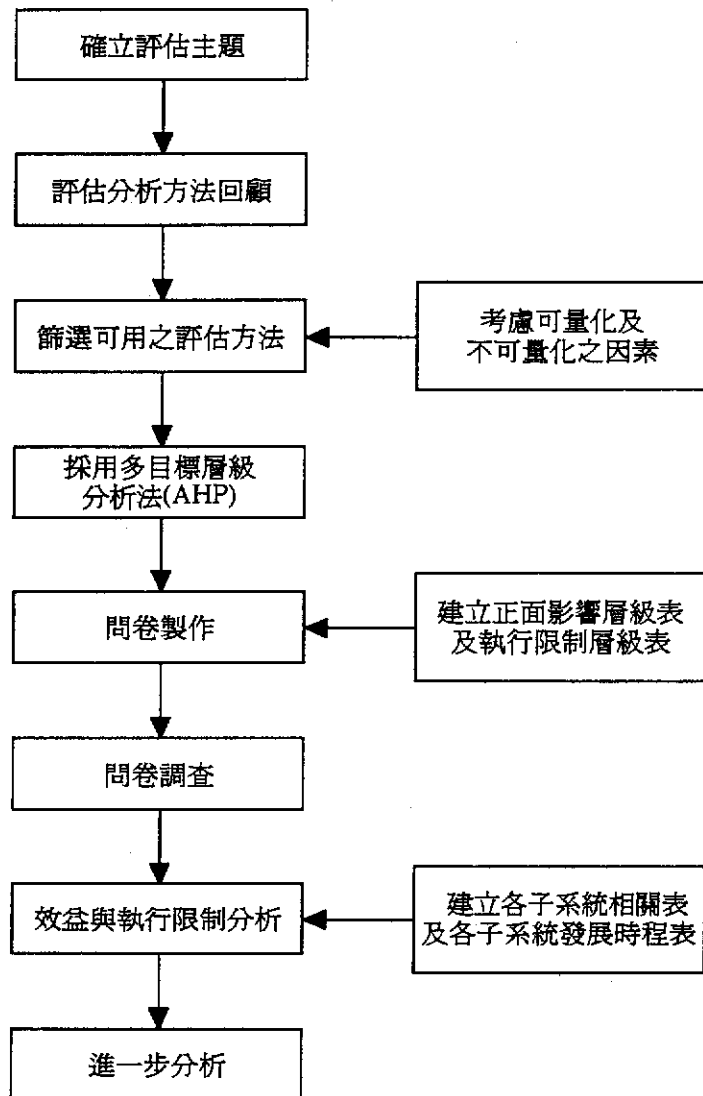 確立評估主題
評估分析方法回顧
篩選可用之評估方法
考慮可量化及
不可量化之因素
採用多目標層級
分析法(AHP)
問卷製作
建立正面影響層級表
及執行限制層級表
問卷調查
效益與執行限制分析
建立各子系統相關表
及各子系統發展時程表
進一步分析